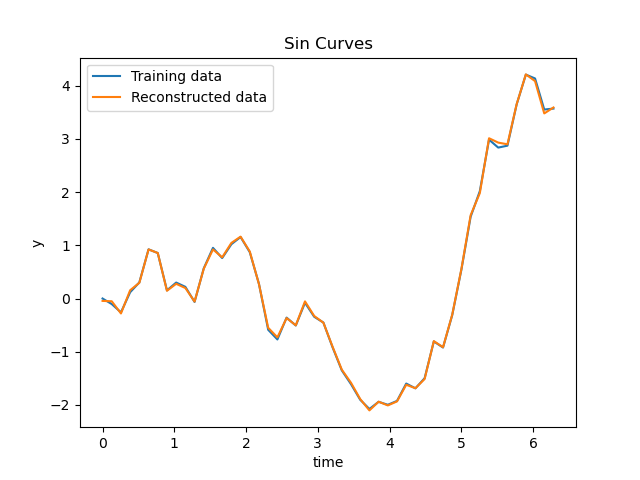 Sin Curves
Training data
Reconstructed data
4
3
2
1
0
−1
−2
y
0 1 2 3 4 5 6
time